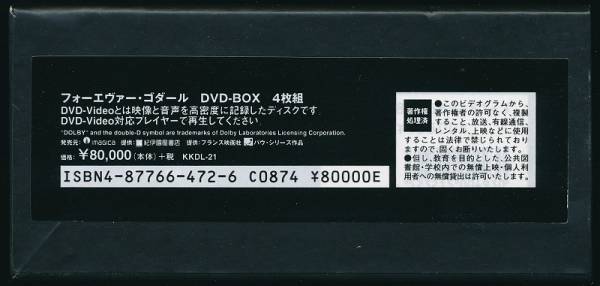 フォーエヴァー・ゴダール DVD-BOX 4枚組
DVD-Videoとは映像と音声を高密度に記録したディスクです。
DVD-Video対応プレイヤーで再生してください。
"DOLBY" and the double-D symbol are trademarks of Dolby Laboratories Licensing Corporation.
発売元: imagica 提供: 紀伊國屋書店 提供: フランス映画社 バウ・シリーズ作品
価格: ¥80,000(本体)+税 KKDL-21
ISBN4-87766-472-6 C0874 ¥80000E
著作権
処理済
●このビデオグラムから、
著作権者の許可なく、複製
すること、放送、有線通信、
レンタル、上映などに使用
することは法律で禁じられており
ますので、固くお断りいたします。
●但し、教育を目的とした、公共図
書館・学校内での無償上映・個人利
用者への無償貸出は許可いたします。